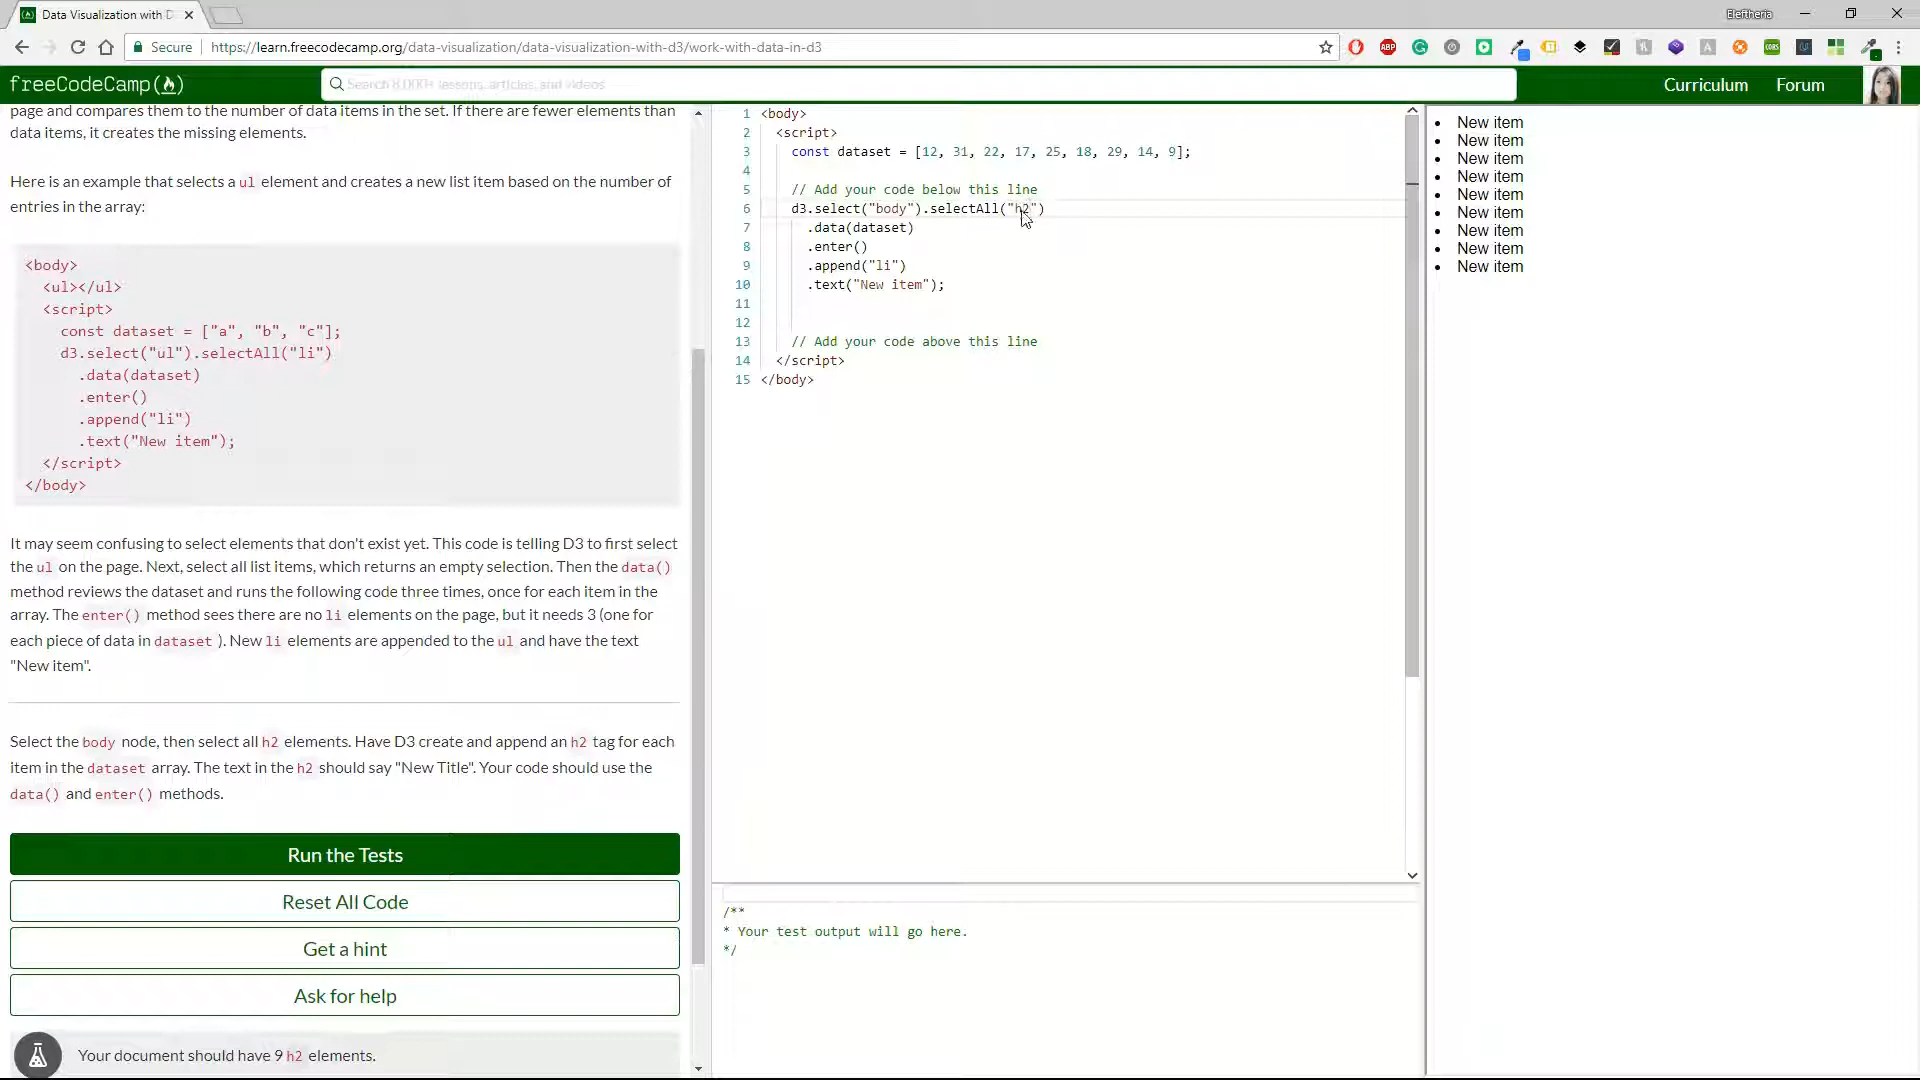 Data Visualization with D
Eleftheria
Secure
https://learn.freecodecamp.org/data-visualization/data-visualization-with-d3/work-with-data-in-d3
ABP
CORS
freeCodeCamp
Search 8,000+ lessons, articles, and videos
Curriculum
Forum
page and compares them to the number of data items in the set. If there are fewer elements than
data items, it creates the missing elements.
Here is an example that selects a ul element and creates a new list item based on the number of
entries in the array:
<body>
<ul></ul>
<script>
const dataset = ["a", "b", "c"];
d3.select("ul").selectAll("li")
.data(dataset)
.enter()
.append("li")
.text("New item");
</script>
</body>
It may seem confusing to select elements that don't exist yet. This code is telling D3 to first select
the ul on the page. Next, select all list items, which returns an empty selection. Then the data()
method reviews the dataset and runs the following code three times, once for each item in the
array. The enter() method sees there are no li elements on the page, but it needs 3 (one for
each piece of data in dataset ). New li elements are appended to the ul and have the text
"New item".
Select the body node, then select all h2 elements. Have D3 create and append an h2 tag for each
item in the dataset array. The text in the h2 should say "New Title". Your code should use the
data() and enter() methods.
Run the Tests
Reset All Code
Get a hint
Ask for help
Your document should have 9 h2 elements.
1 <body>
2 <script>
3 const dataset = [12, 31, 22, 17, 25, 18, 29, 14, 9];
4
5 // Add your code below this line
6 d3.select("body").selectAll("h2")
7 .data(dataset)
8 .enter()
9 .append("li")
10 .text("New item");
11
12
13 // Add your code above this line
14 </script>
15 </body>
/**
* Your test output will go here.
*/
New item
New item
New item
New item
New item
New item
New item
New item
New item